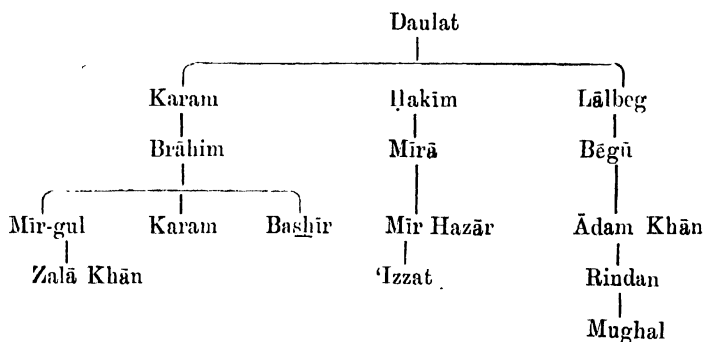 Daulat
Karam Ḥakīm Lālbeg
Brāhim Mīrā Bēgū
Mīr-gul Karam Bashīr Mīr Hazār Ādam Khān
Zalā Khān 'Izzat Rindan
Mughal